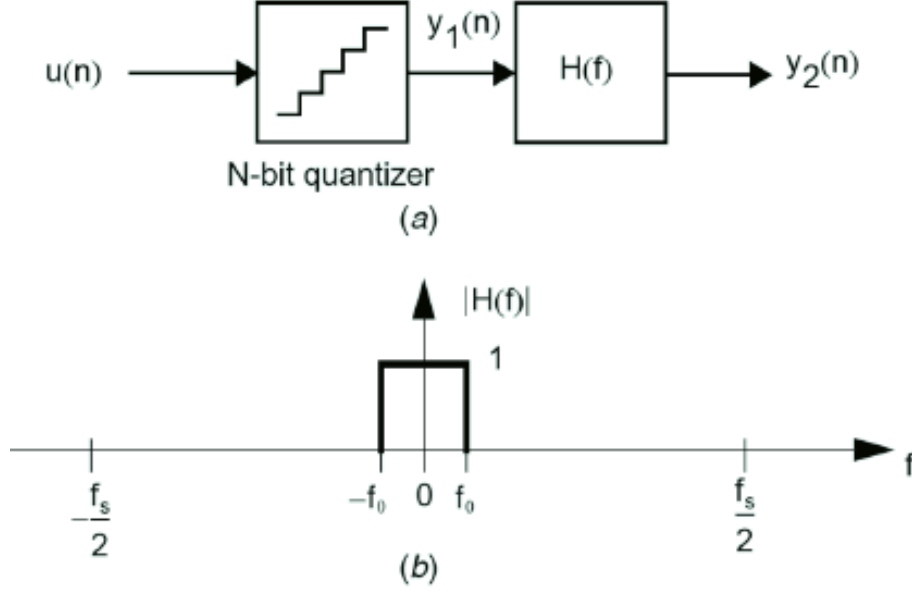 u(n)
y1(n)
H(f)
y2(n)
N-bit quantizer
(a)
|H(f)|
1
f
-fs/2
-f0
0
f0
fs/2
(b)